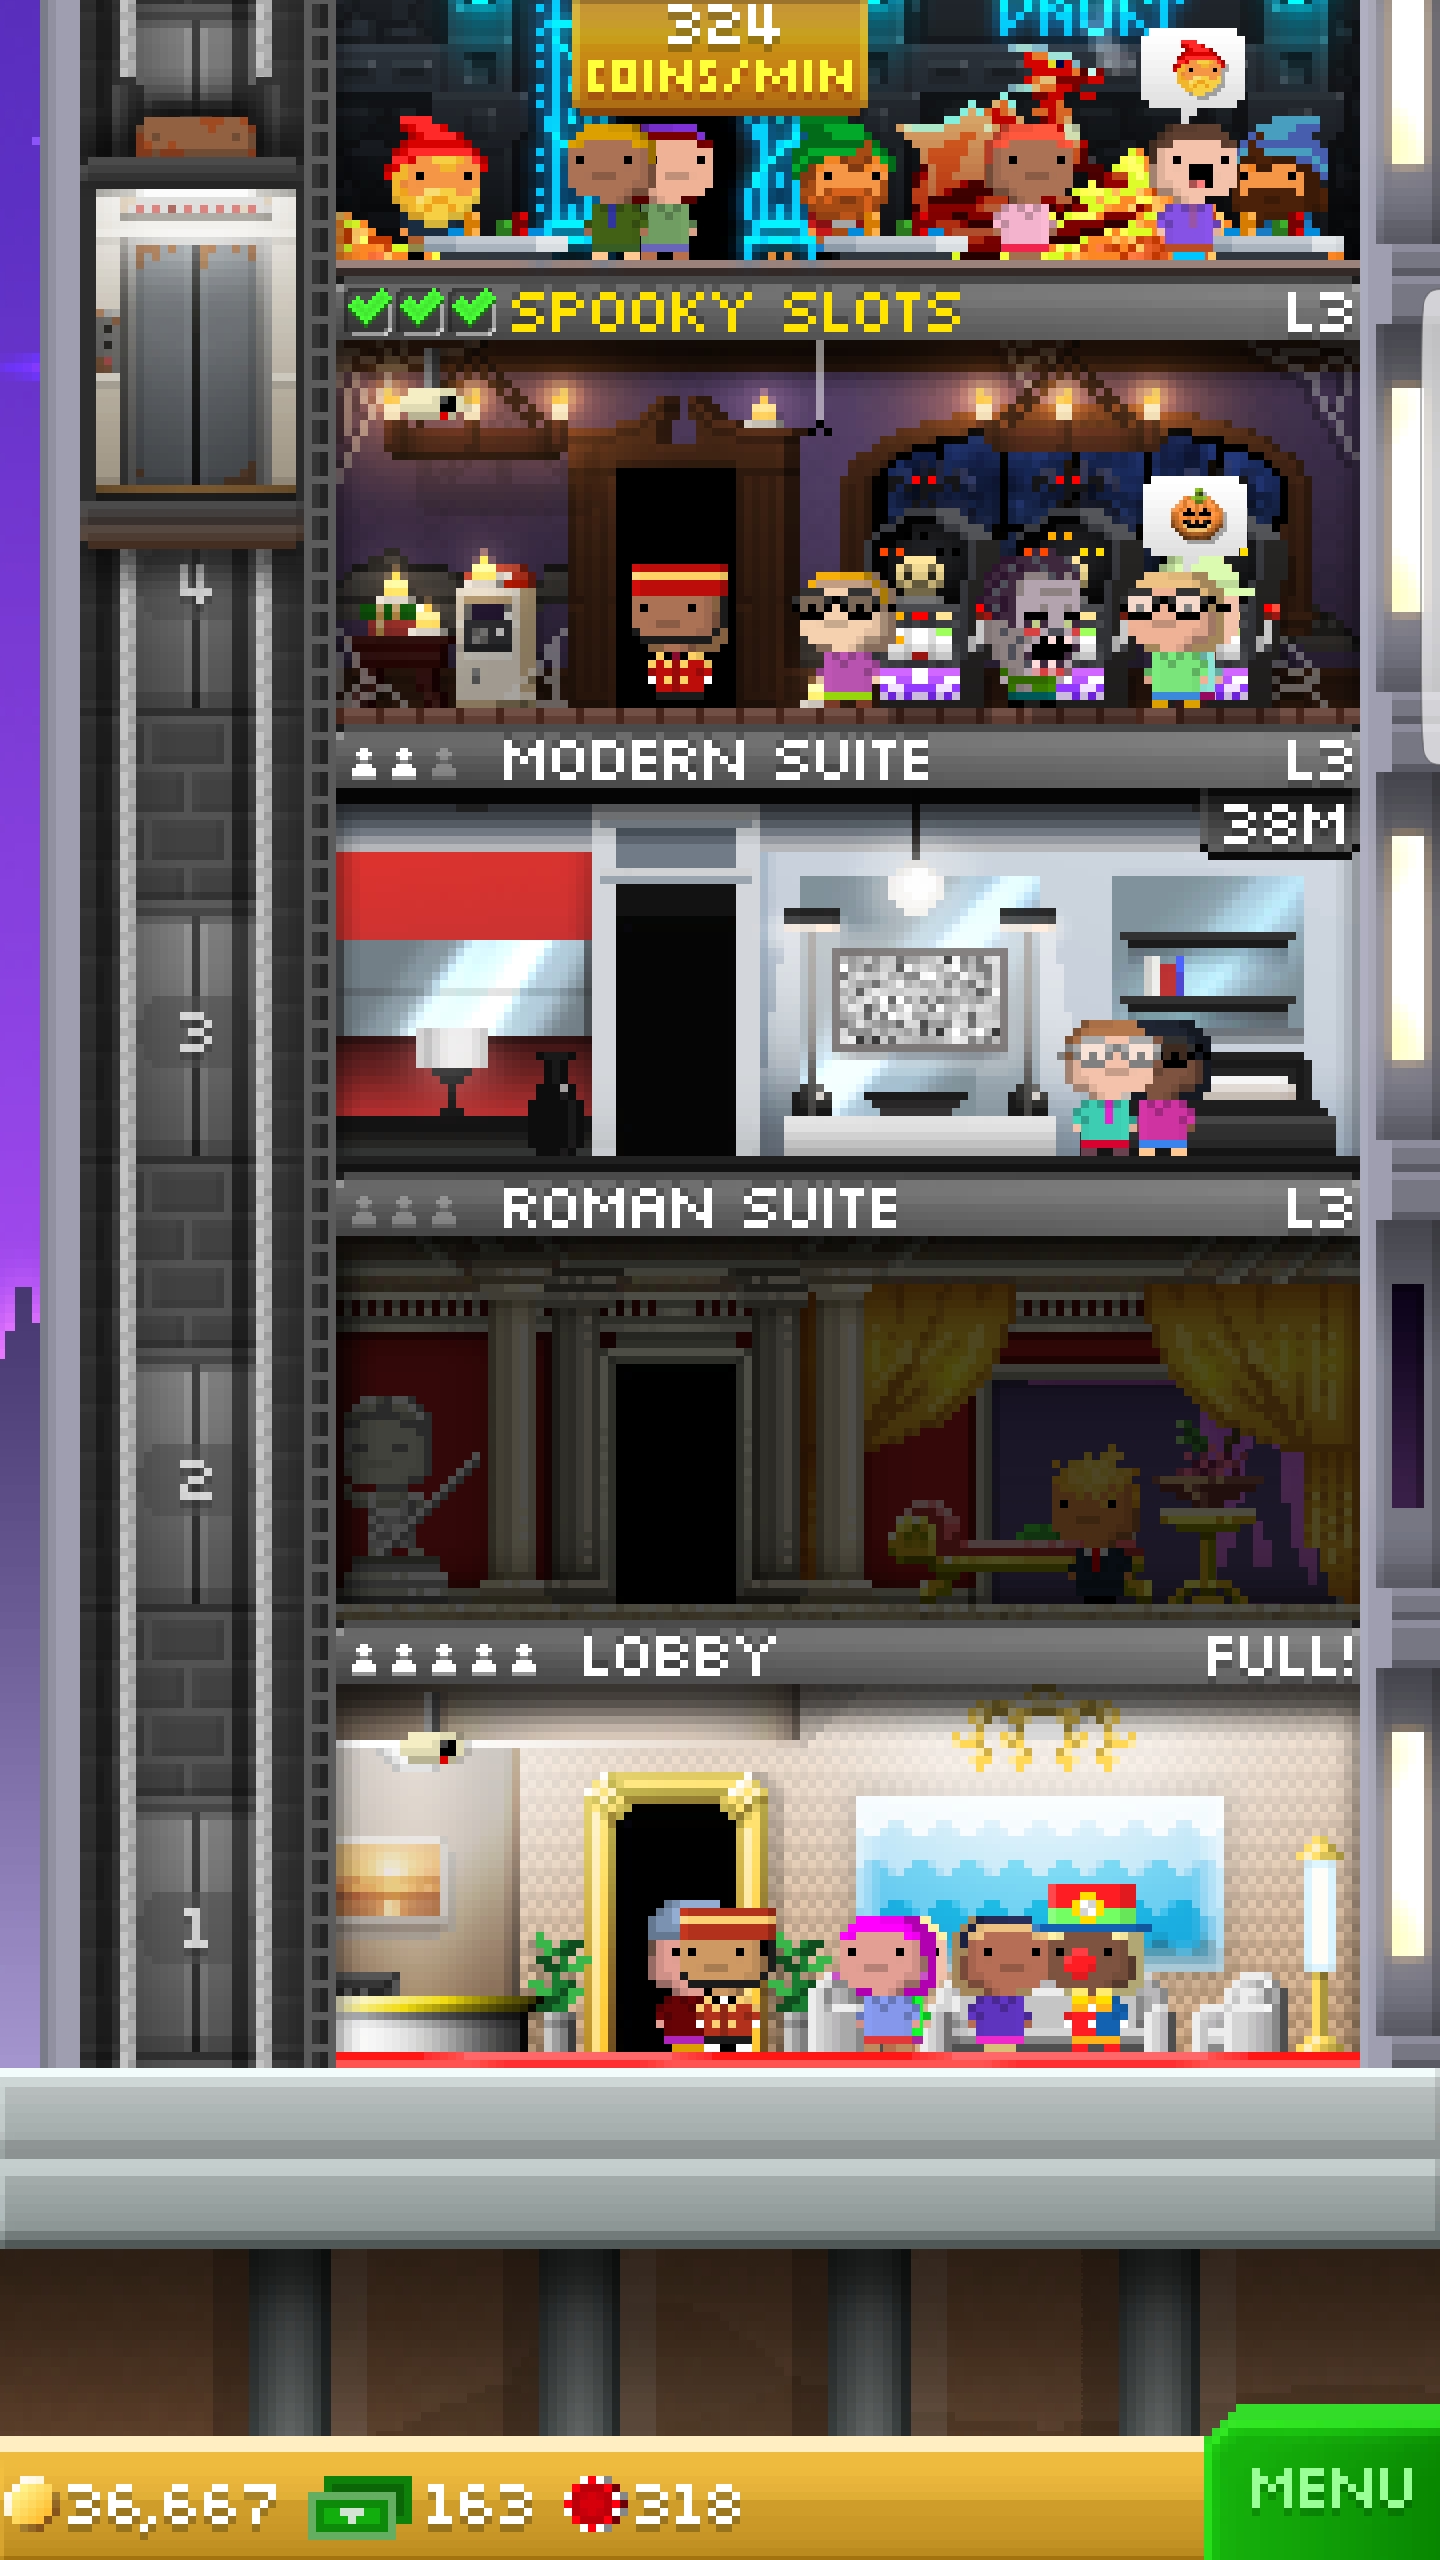 324
COINS/MIN
SPOOKY SLOTS L3
4
MODERN SUITE L3
38M
3
ROMAN SUITE L3
2
LOBBY FULL!
1
36,667 163 318
MENU